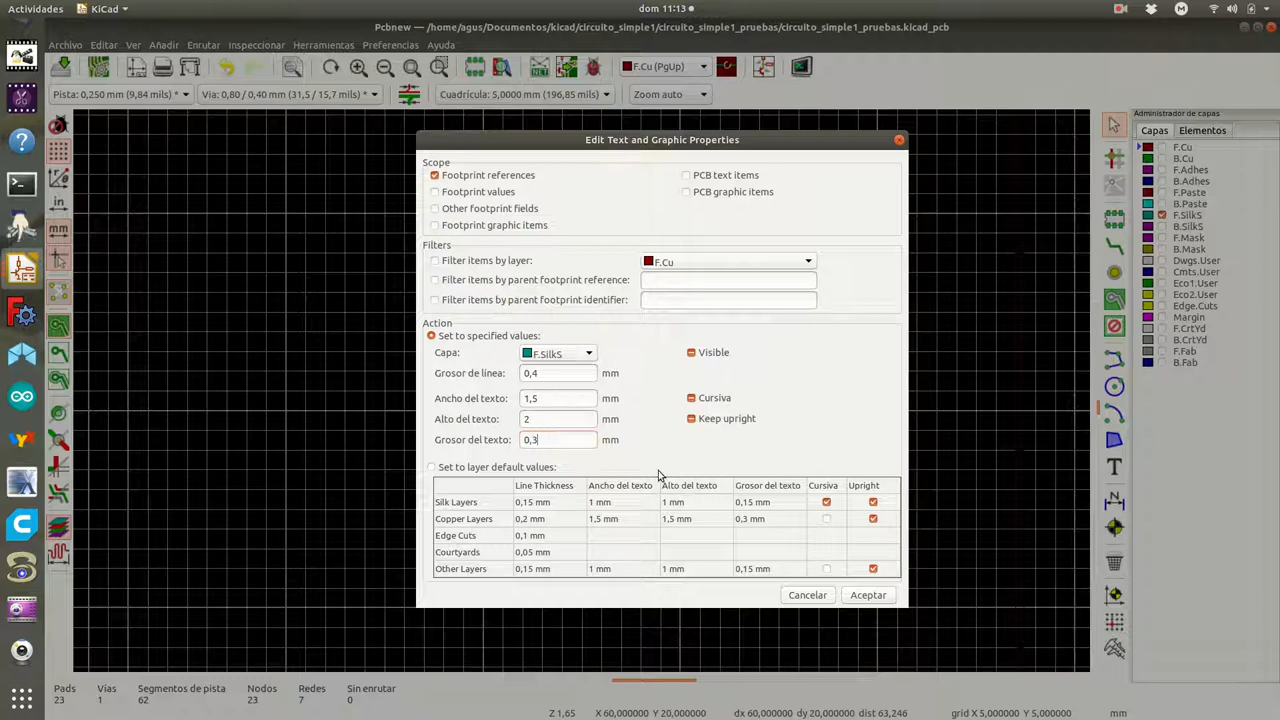 Actividades
KiCad
dom 11:13
Pcbnew — /home/agus/Documentos/kicad/circuito_simple1/circuito_simple1_pruebas/circuito_simple1_pruebas.kicad_pcb
Archivo Editar Ver Añadir Enrutar Inspeccionar Herramientas Preferencias Ayuda
F.Cu (PgUp)
Pista: 0,250 mm (9,84 mils) *
Vía: 0,80 / 0,40 mm (31,5 / 15,7 mils) *
Cuadrícula: 5,0000 mm (196,85 mils)
Zoom auto
in
mm
Edit Text and Graphic Properties
Scope
Footprint references
PCB text items
Footprint values
PCB graphic items
Other footprint fields
Footprint graphic items
Filters
Filter items by layer:
F.Cu
Filter items by parent footprint reference:
Filter items by parent footprint identifier:
Action
Set to specified values:
Capa:
F.SilkS
Visible
Grosor de línea:
0,4
mm
Ancho del texto:
1,5
mm
Cursiva
Alto del texto:
2
mm
Keep upright
Grosor del texto:
0,3
mm
Set to layer default values:
Line Thickness Ancho del texto Alto del texto Grosor del texto Cursiva Upright
Silk Layers 0,15 mm 1 mm 1 mm 0,15 mm
Copper Layers 0,2 mm 1,5 mm 1,5 mm 0,3 mm
Edge Cuts 0,1 mm
Courtyards 0,05 mm
Other Layers 0,15 mm 1 mm 1 mm 0,15 mm
Cancelar
Aceptar
Administrador de capas
Capas
Elementos
F.Cu
B.Cu
F.Adhes
B.Adhes
F.Paste
B.Paste
F.SilkS
B.SilkS
F.Mask
B.Mask
Dwgs.User
Cmts.User
Eco1.User
Eco2.User
Edge.Cuts
Margin
F.CrtYd
B.CrtYd
F.Fab
B.Fab
Pads Vías Segmentos de pista Nodos Redes Sin enrutar
23 1 62 23 7 0
Z 1,65 X 60,000000 Y 20,000000 dx 60,000000 dy 20,000000 dist 63,246 grid X 5,000000 Y 5,000000 mm